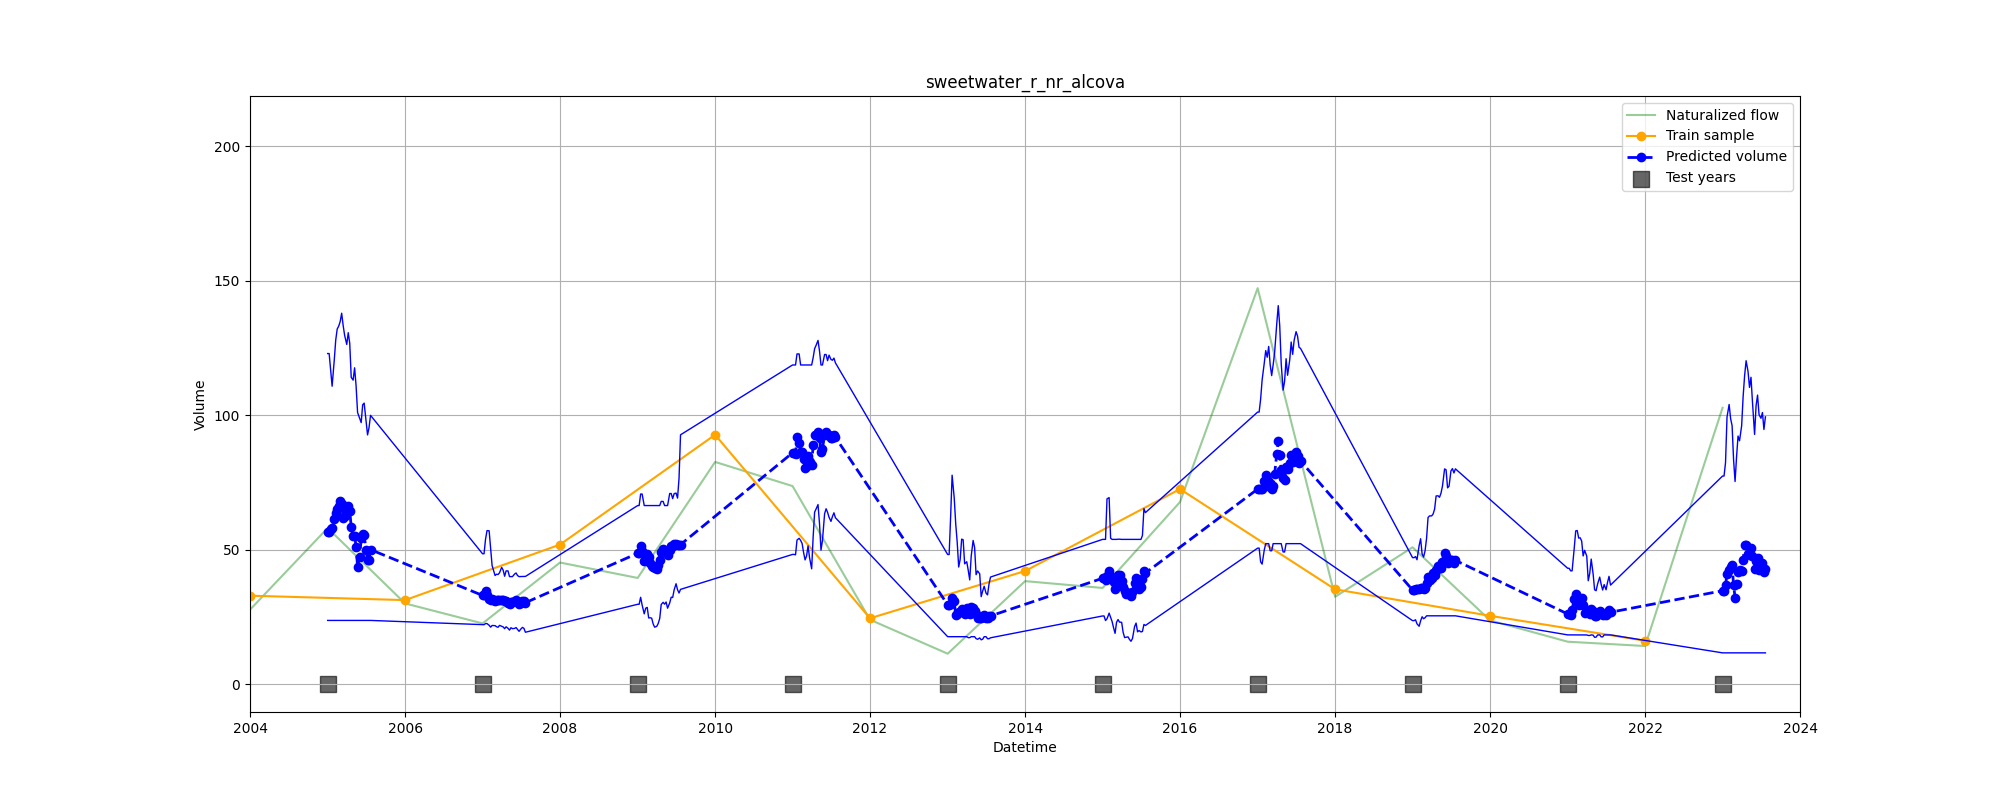 sweetwater_r_nr_alcova
Naturalized flow
Train sample
Predicted volume
Test years
200
150
100
50
0
Volume
2004 2006 2008 2010 2012 2014 2016 2018 2020 2022 2024
Datetime